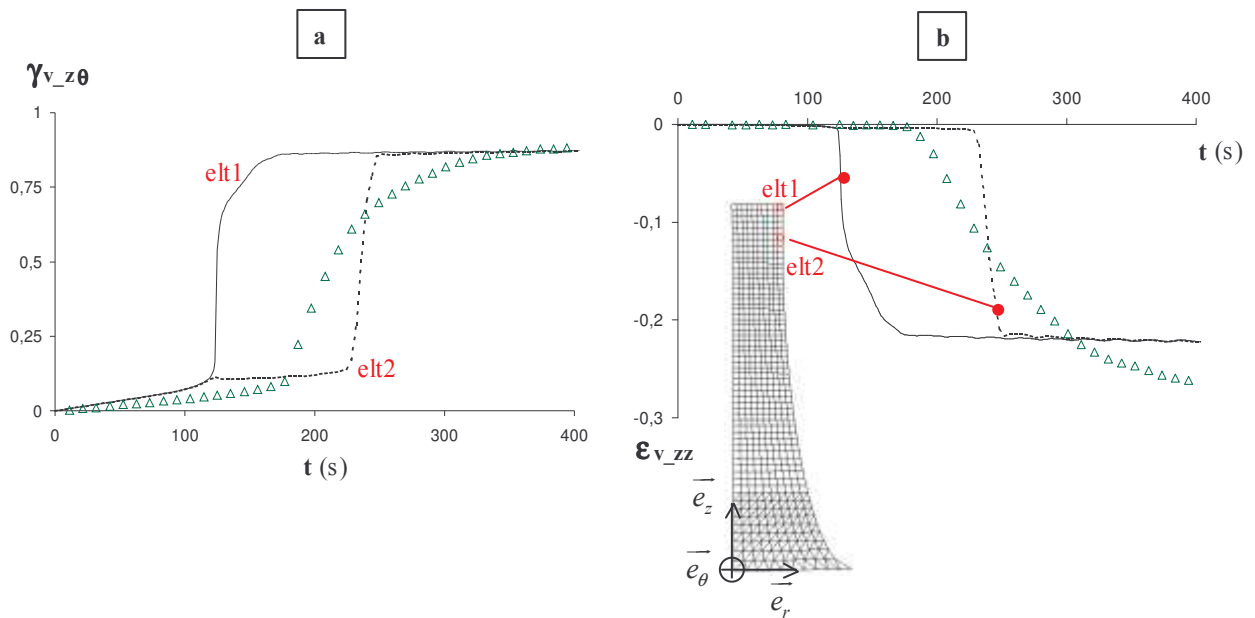 a
γv_zθ
1
0,75
0,5
0,25
0
0 100 200 300 400
t (s)
elt1
elt2
b
0 100 200 300 400
t (s)
0
-0,1
-0,2
-0,3
εv_zz
elt1
elt2
e_z
e_θ
e_r